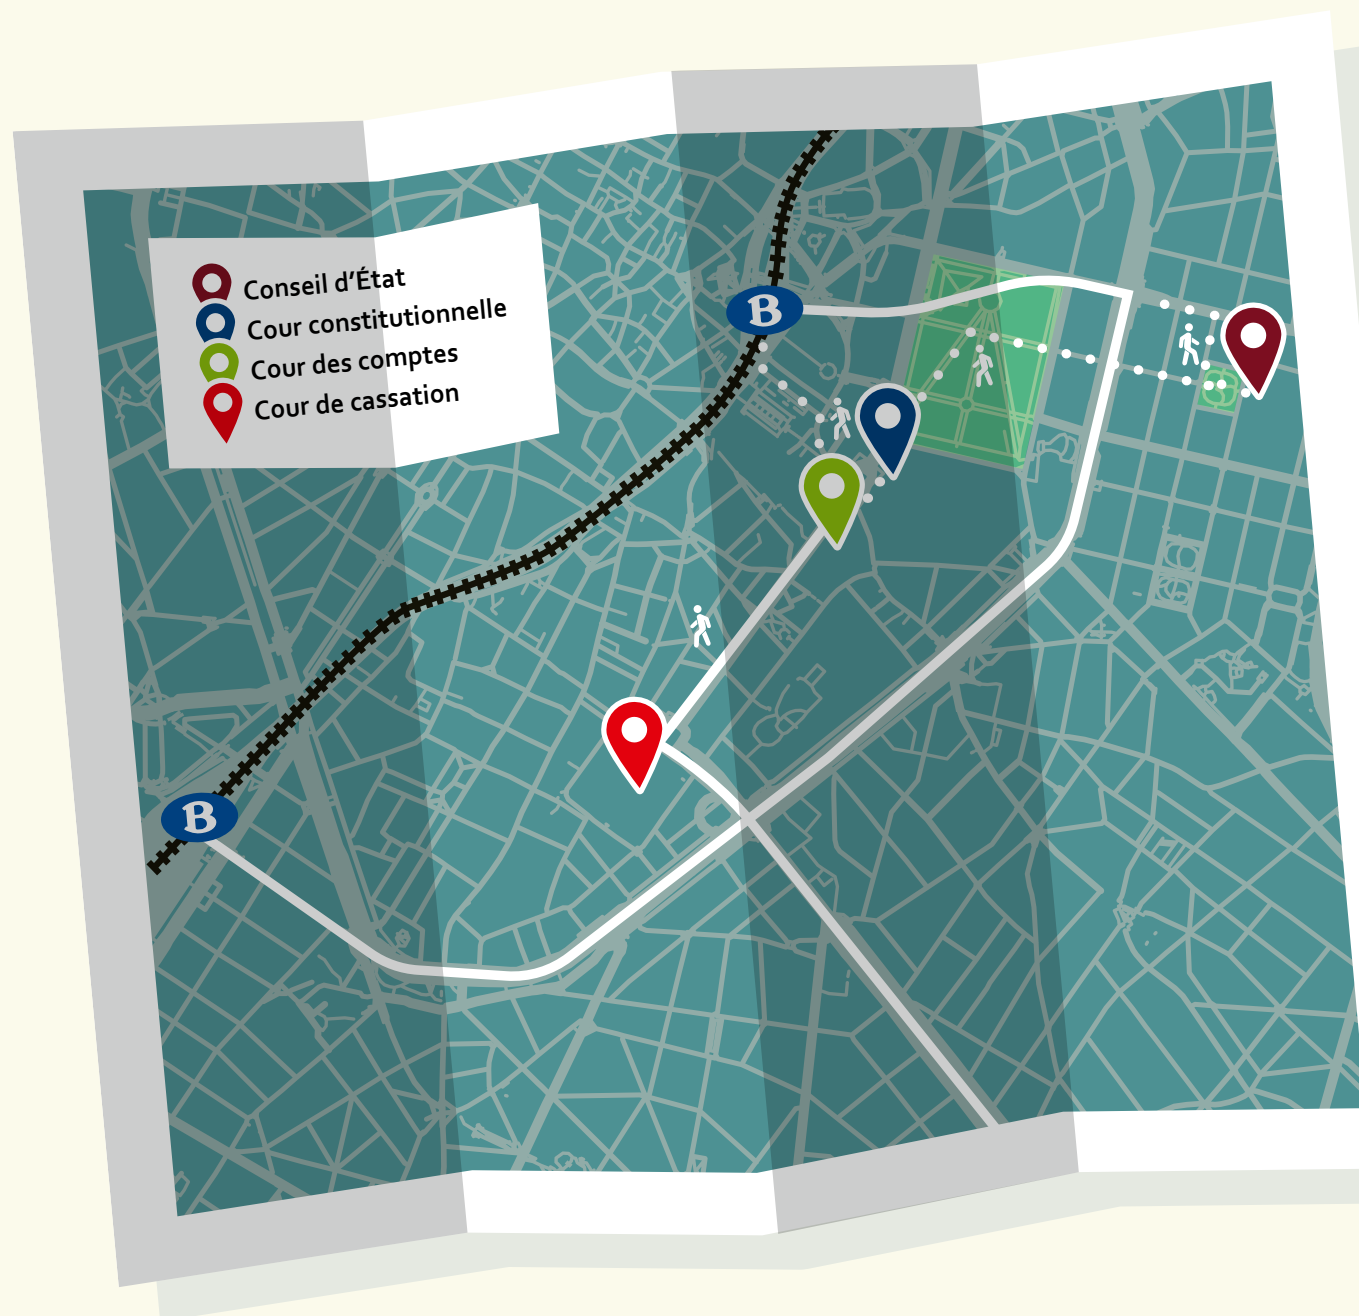 Conseil d'État
Cour constitutionnelle
Cour des comptes
Cour de cassation
B
B